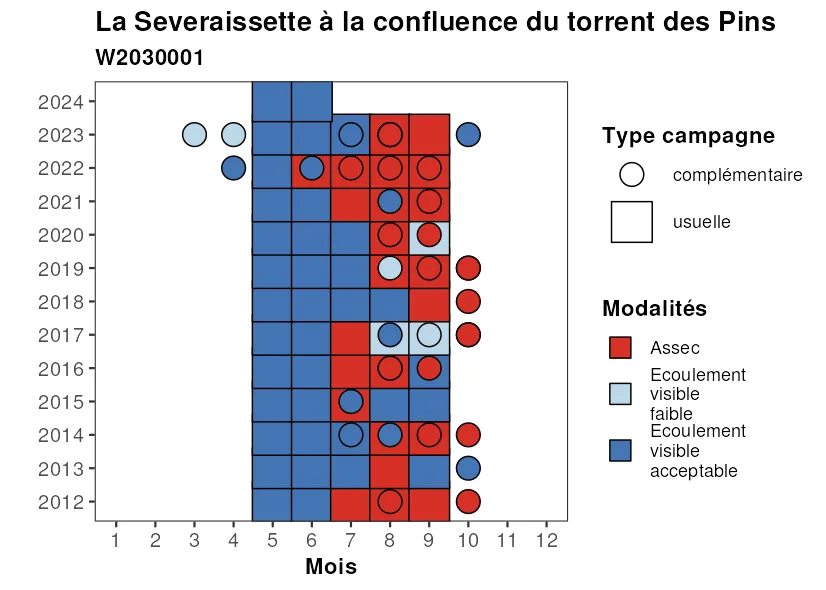 La Severaissette à la confluence du torrent des Pins
W2030001
2024
2023
2022
2021
2020
2019
2018
2017
2016
2015
2014
2013
2012
1 2 3 4 5 6 7 8 9 10 11 12
Mois
Type campagne
complémentaire
usuelle
Modalités
Assec
Ecoulement
visible
faible
Ecoulement
visible
acceptable